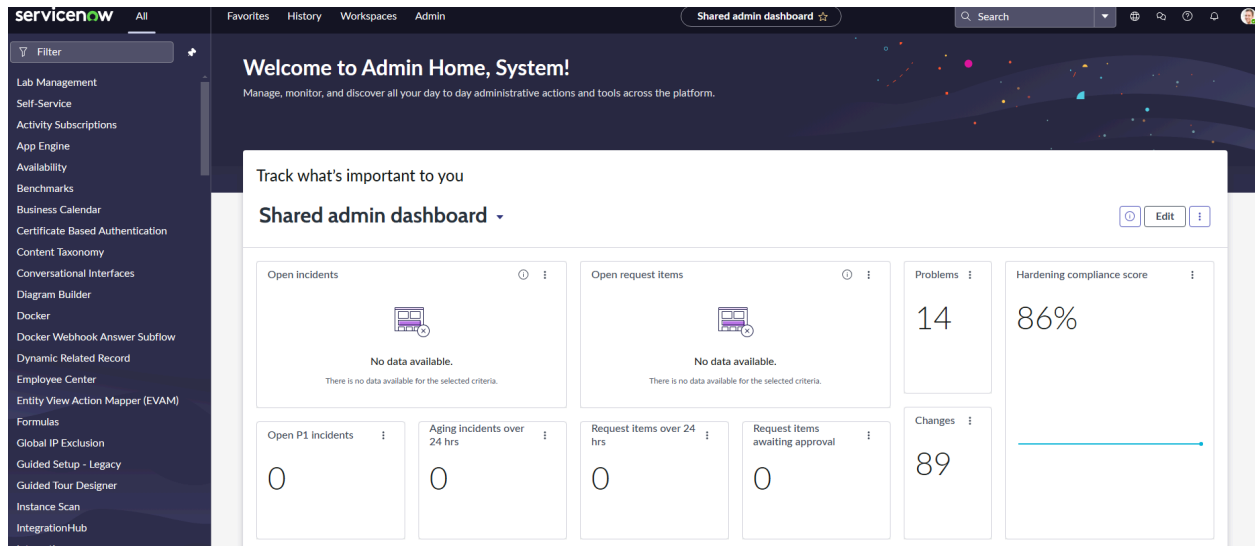 servicenow All Favorites History Workspaces Admin Shared admin dashboard Search
Filter
Lab Management
Self-Service
Activity Subscriptions
App Engine
Availability
Benchmarks
Business Calendar
Certificate Based Authentication
Content Taxonomy
Conversational Interfaces
Diagram Builder
Docker
Docker Webhook Answer Subflow
Dynamic Related Record
Employee Center
Entity View Action Mapper (EVAM)
Formulas
Global IP Exclusion
Guided Setup - Legacy
Guided Tour Designer
Instance Scan
IntegrationHub
Welcome to Admin Home, System!
Manage, monitor, and discover all your day to day administrative actions and tools across the platform.
Track what's important to you
Shared admin dashboard
Edit
Open incidents
No data available.
There is no data available for the selected criteria.
Open request items
No data available.
There is no data available for the selected criteria.
Problems
14
Hardening compliance score
86%
Open P1 incidents
0
Aging incidents over
24 hrs
0
Request items over 24
hrs
0
Request items
awaiting approval
0
Changes
89